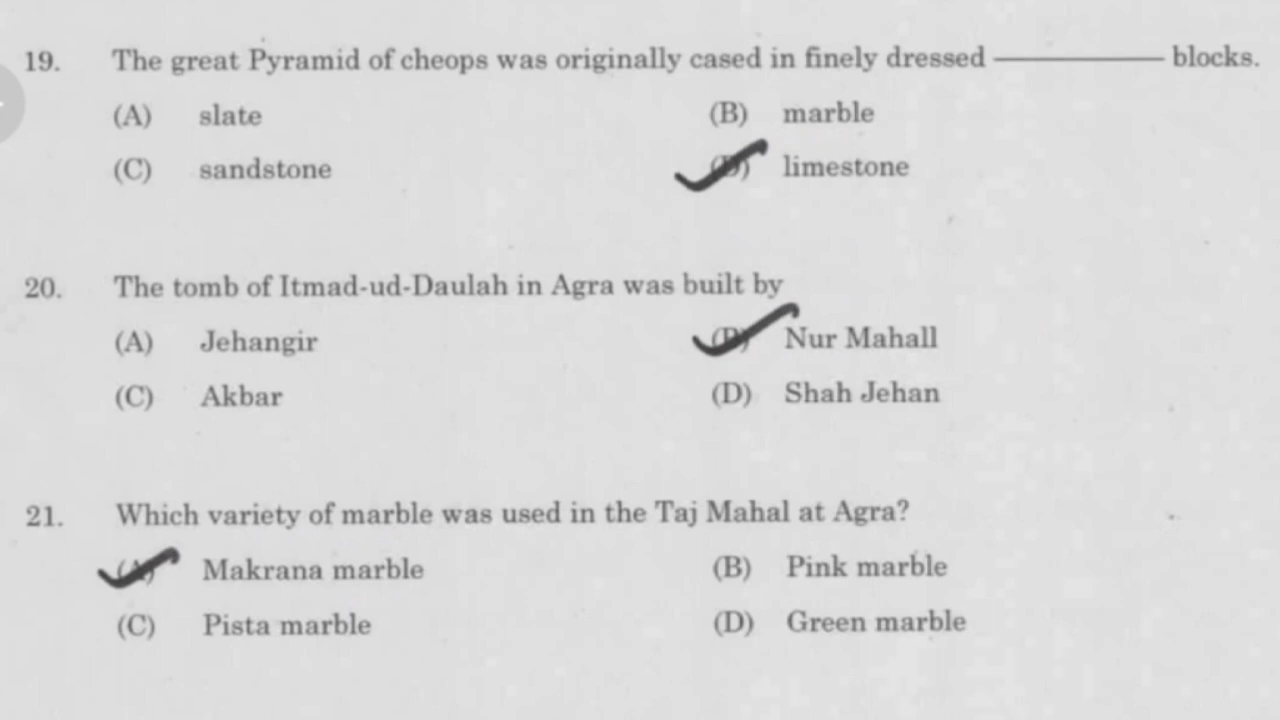 19. The great Pyramid of cheops was originally cased in finely dressed ———— blocks.
(A) slate (B) marble
(C) sandstone (D) limestone
20. The tomb of Itmad-ud-Daulah in Agra was built by
(A) Jehangir (B) Nur Mahall
(C) Akbar (D) Shah Jehan
21. Which variety of marble was used in the Taj Mahal at Agra?
(A) Makrana marble (B) Pink marble
(C) Pista marble (D) Green marble